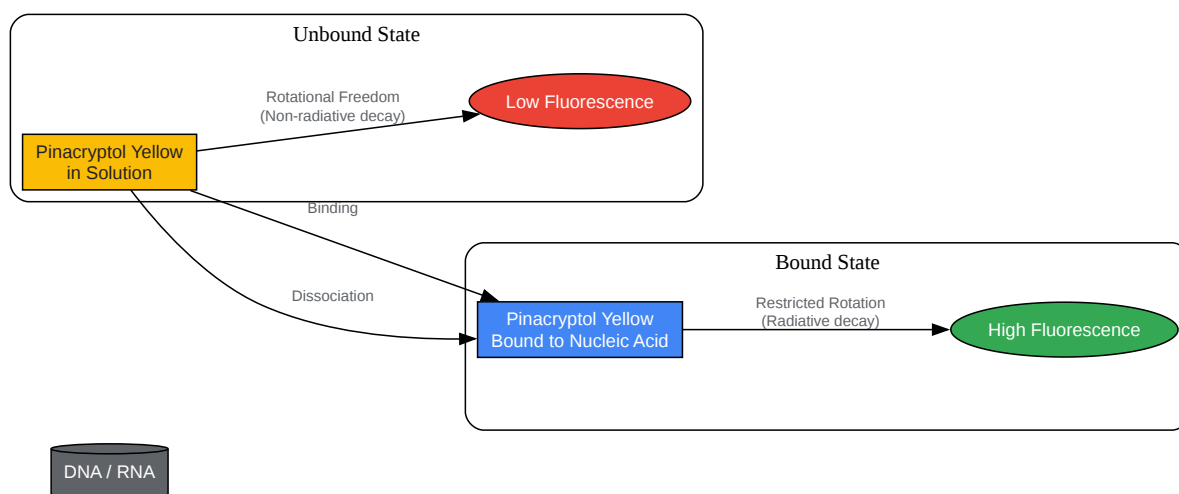 Unbound State
Rotational Freedom
(Non-radiative decay)
Low Fluorescence
Pinacryptol Yellow
in Solution
Binding
Dissociation
Bound State
Pinacryptol Yellow
Bound to Nucleic Acid
Restricted Rotation
(Radiative decay)
High Fluorescence
DNA / RNA